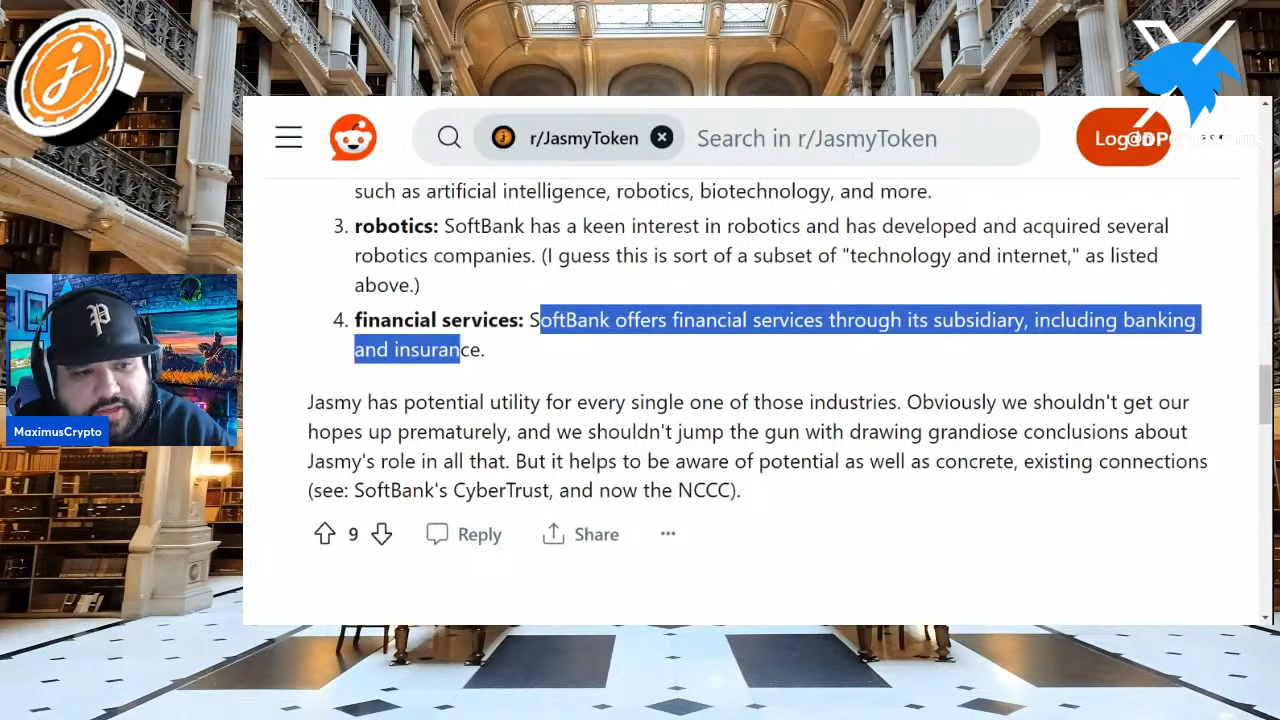 r/JasmyToken
Search in r/JasmyToken
such as artificial intelligence, robotics, biotechnology, and more.
3. robotics: SoftBank has a keen interest in robotics and has developed and acquired several
robotics companies. (I guess this is sort of a subset of "technology and internet," as listed
above.)
4. financial services: SoftBank offers financial services through its subsidiary, including banking
and insurance.
Jasmy has potential utility for every single one of those industries. Obviously we shouldn't get our
hopes up prematurely, and we shouldn't jump the gun with drawing grandiose conclusions about
Jasmy's role in all that. But it helps to be aware of potential as well as concrete, existing connections
(see: SoftBank's CyberTrust, and now the NCCC).
9
Reply
Share
P
MaximusCrypto